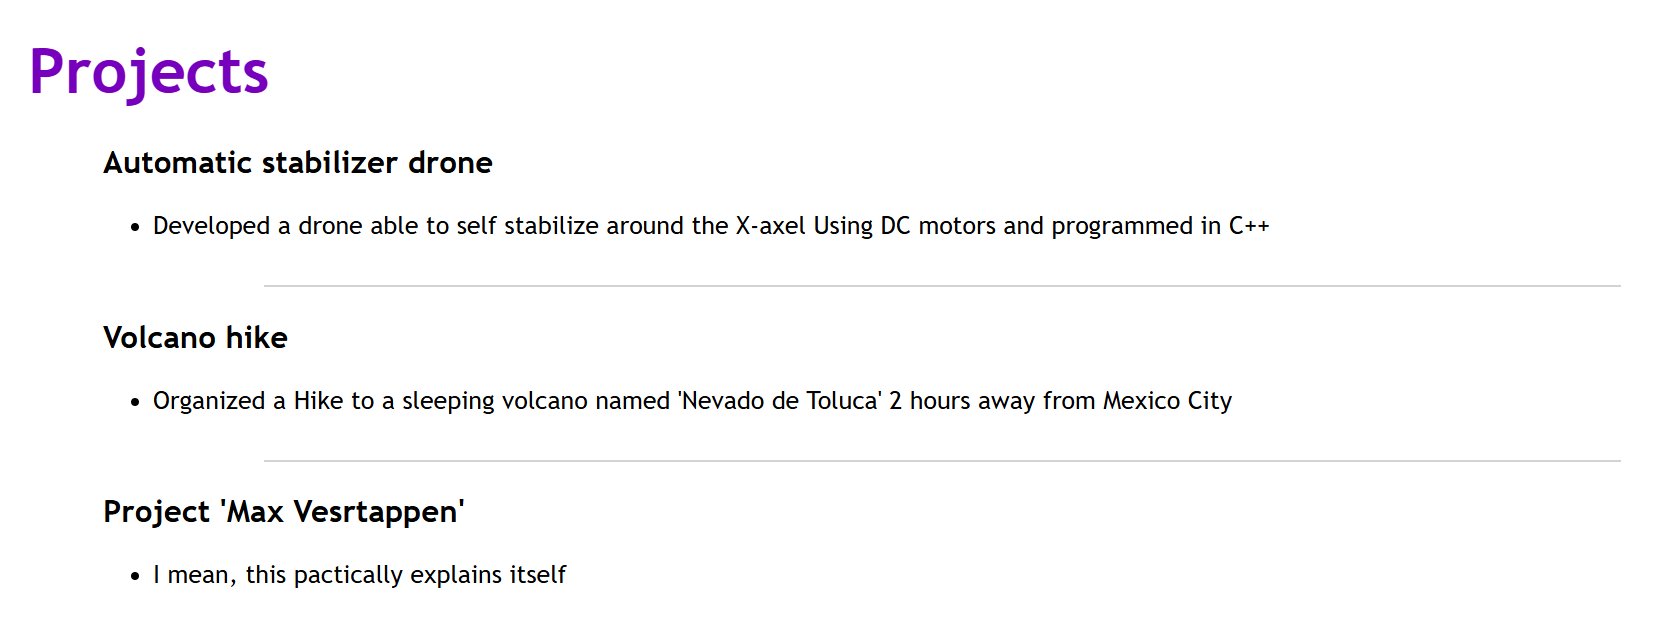 Projects
Automatic stabilizer drone
• Developed a drone able to self stabilize around the X-axel Using DC motors and programmed in C++
Volcano hike
• Organized a Hike to a sleeping volcano named 'Nevado de Toluca' 2 hours away from Mexico City
Project 'Max Vesrtappen'
• I mean, this pactically explains itself